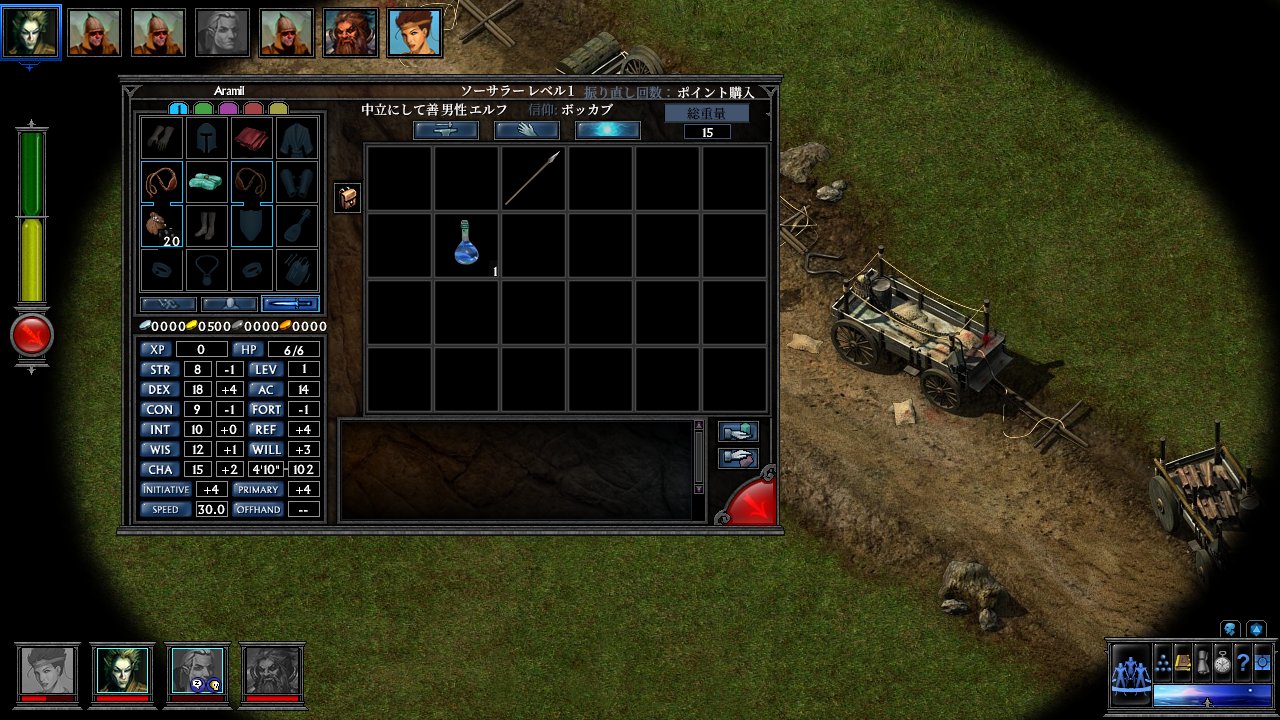 Aramil ソーサラー レベル 1 振り直し回数： ポイント購入
中立にして善 男性 エルフ 信仰: ボッカブ 総重量
15
1
20
1
0000 0500 0000 0000
XP 0 HP 6/6
STR 8 -1 LEV 1
DEX 18 +4 AC 14
CON 9 -1 FORT -1
INT 10 +0 REF +4
WIS 12 +1 WILL +3
CHA 15 +2 4'10" 102
INITIATIVE +4 PRIMARY +4
SPEED 30.0 OFFHAND --
Z
?